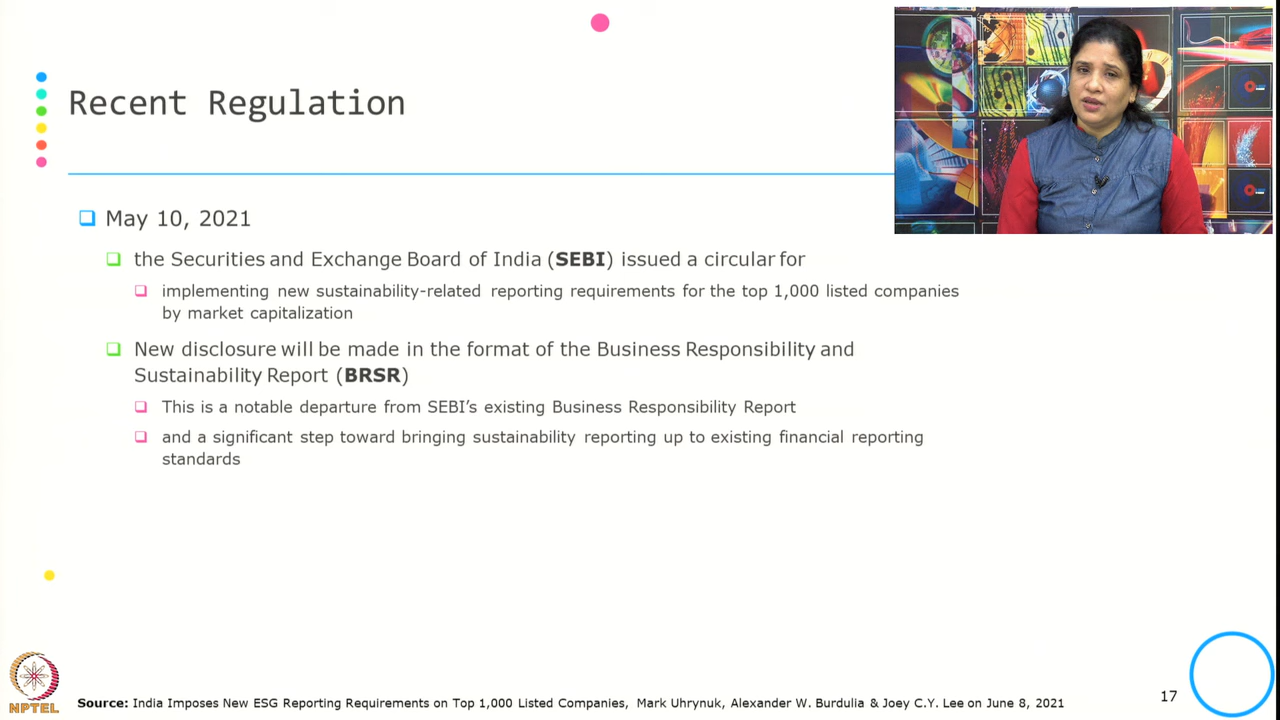 Recent Regulation
May 10, 2021
the Securities and Exchange Board of India (SEBI) issued a circular for
implementing new sustainability-related reporting requirements for the top 1,000 listed companies
by market capitalization
New disclosure will be made in the format of the Business Responsibility and
Sustainability Report (BRSR)
This is a notable departure from SEBI’s existing Business Responsibility Report
and a significant step toward bringing sustainability reporting up to existing financial reporting
standards
NPTEL
Source: India Imposes New ESG Reporting Requirements on Top 1,000 Listed Companies, Mark Uhrynuk, Alexander W. Burdulia & Joey C.Y. Lee on June 8, 2021
17